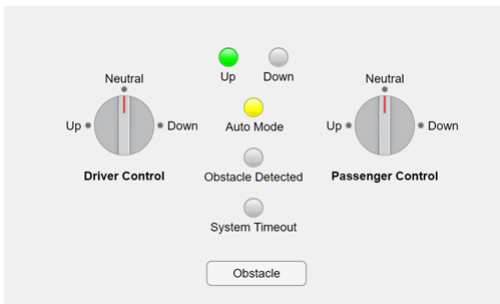 Neutral
Up Down
Driver Control
Up Down
Auto Mode
Obstacle Detected
System Timeout
Neutral
Up Down
Passenger Control
Obstacle